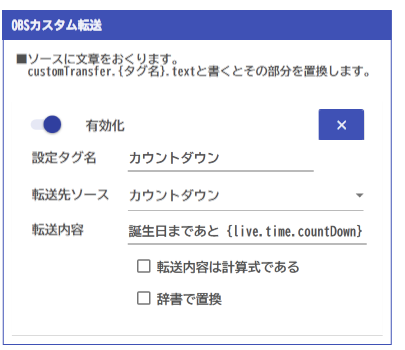 OBSカスタム転送
■ソースに文章をおくります。
customTransfer.{タグ名}.textと書くとその部分を置換します。
有効化
×
設定タグ名 カウントダウン
転送先ソース カウントダウン
転送内容 誕生日まであと {live.time.countDown}
転送内容は計算式である
辞書で置換